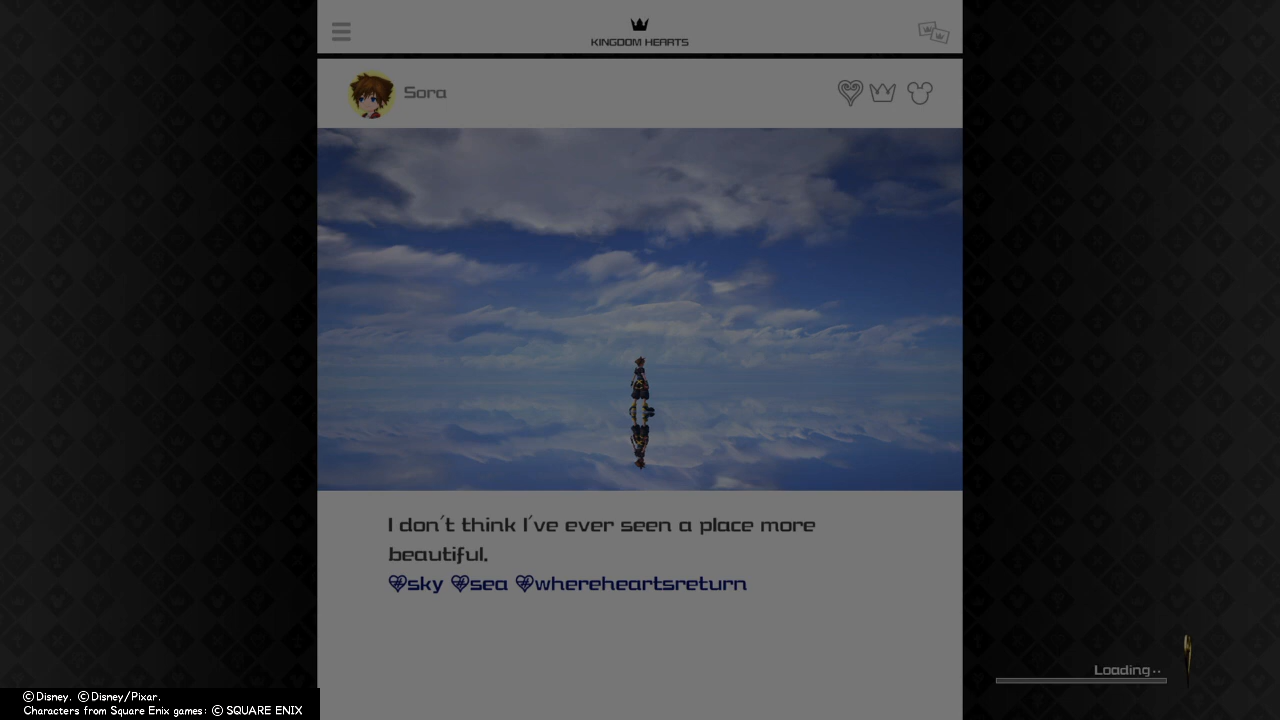 KINGDOM HEARTS
Sora
I don't think I've ever seen a place more
beautiful.
sky sea whereheartsreturn
Loading..
©Disney. ©Disney/Pixar.
Characters from Square Enix games: © SQUARE ENIX